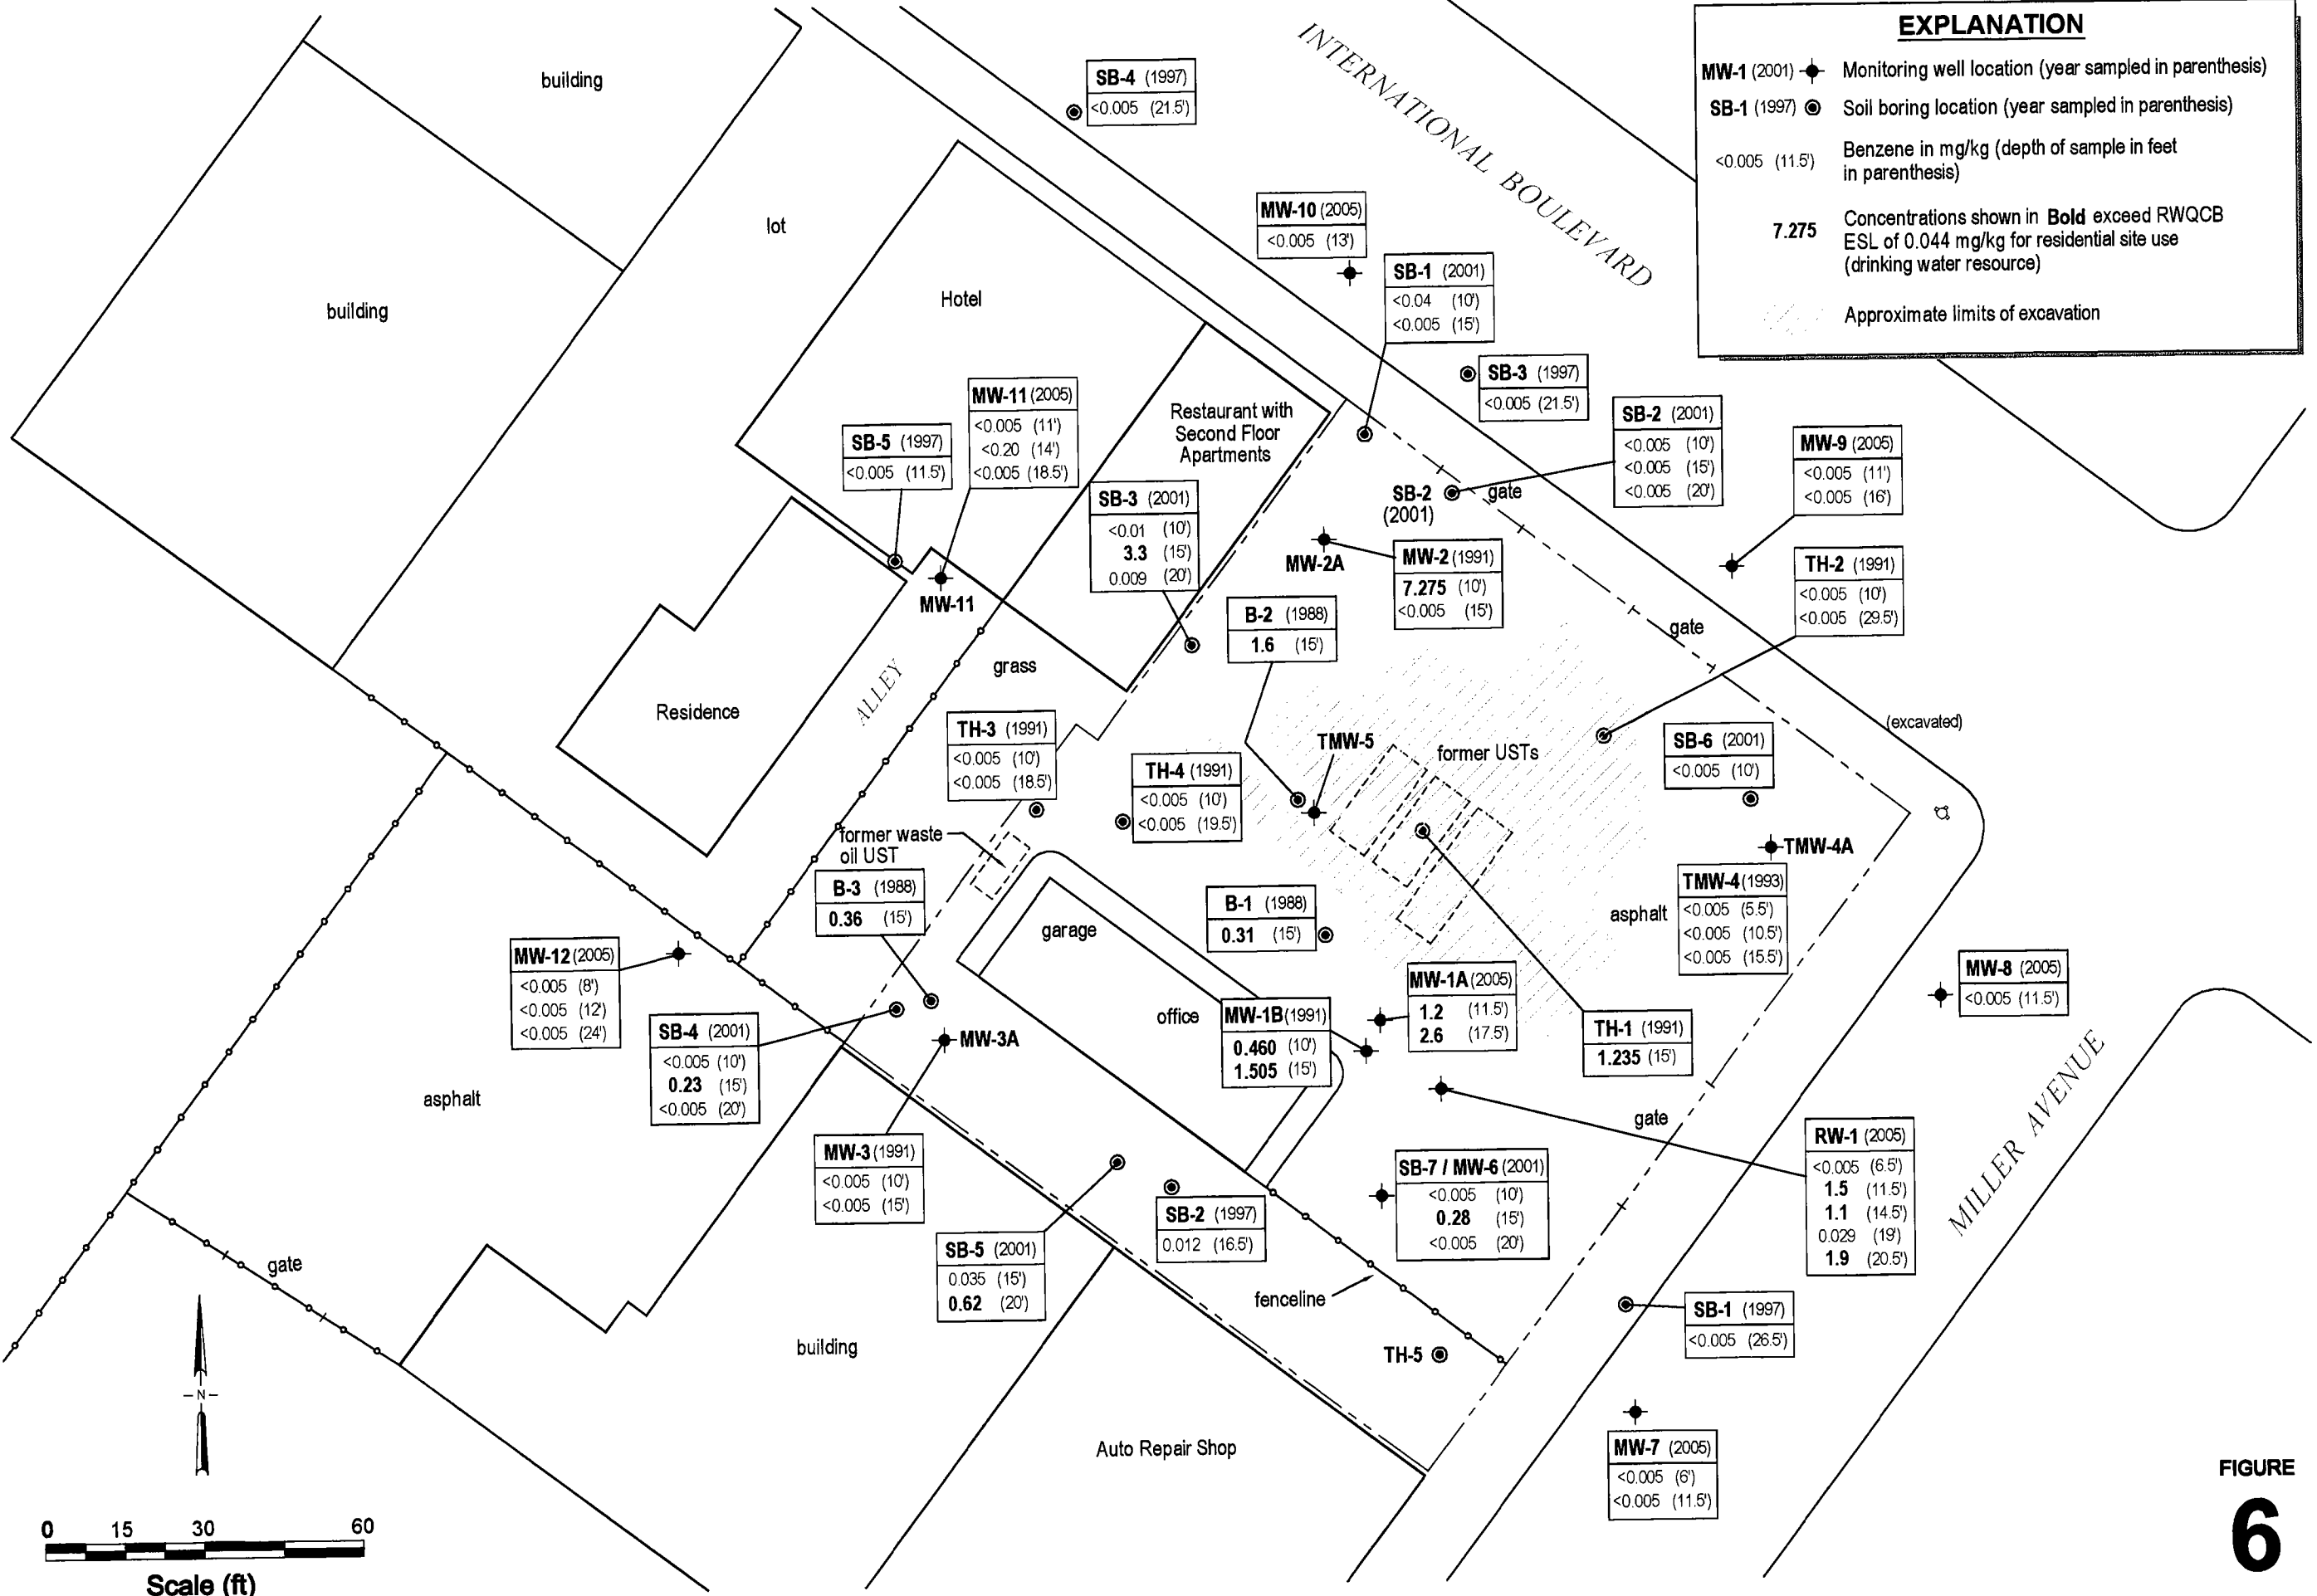 EXPLANATION
MW-1 (2001) Monitoring well location (year sampled in parenthesis)
SB-1 (1997) Soil boring location (year sampled in parenthesis)
<0.005 (11.5') Benzene in mg/kg (depth of sample in feet
in parenthesis)
7.275 Concentrations shown in Bold exceed RWQCB
ESL of 0.044 mg/kg for residential site use
(drinking water resource)
Approximate limits of excavation
INTERNATIONAL BOULEVARD
building
SB-4 (1997)
<0.005 (21.5')
lot
building
Hotel
MW-10 (2005)
<0.005 (13')
SB-1 (2001)
<0.04 (10')
<0.005 (15')
SB-3 (1997)
<0.005 (21.5')
MW-11 (2005)
<0.005 (11')
<0.20 (14')
<0.005 (18.5')
Restaurant with
Second Floor
Apartments
SB-5 (1997)
<0.005 (11.5')
SB-2 (2001)
<0.005 (10')
<0.005 (15')
<0.005 (20')
MW-9 (2005)
<0.005 (11')
<0.005 (16')
SB-3 (2001)
<0.01 (10')
3.3 (15')
0.009 (20')
SB-2
(2001)
gate
MW-2A
MW-2 (1991)
7.275 (10')
<0.005 (15')
TH-2 (1991)
<0.005 (10')
<0.005 (29.5')
MW-11
B-2 (1988)
1.6 (15')
gate
grass
ALLEY
Residence
TH-3 (1991)
<0.005 (10')
<0.005 (18.5')
TH-4 (1991)
<0.005 (10')
<0.005 (19.5')
TMW-5
former USTs
SB-6 (2001)
<0.005 (10')
(excavated)
former waste
oil UST
TMW-4A
B-3 (1988)
0.36 (15')
B-1 (1988)
0.31 (15')
TMW-4 (1993)
<0.005 (5.5')
<0.005 (10.5')
<0.005 (15.5')
asphalt
garage
MW-12 (2005)
<0.005 (8')
<0.005 (12')
<0.005 (24')
MW-8 (2005)
<0.005 (11.5')
MW-1A (2005)
1.2 (11.5')
2.6 (17.5')
office
MW-1B (1991)
0.460 (10')
1.505 (15')
TH-1 (1991)
1.235 (15')
SB-4 (2001)
<0.005 (10')
0.23 (15')
<0.005 (20')
MW-3A
asphalt
gate
MILLER AVENUE
RW-1 (2005)
<0.005 (6.5')
1.5 (11.5')
1.1 (14.5')
0.029 (19')
1.9 (20.5')
MW-3 (1991)
<0.005 (10')
<0.005 (15')
SB-7 / MW-6 (2001)
<0.005 (10')
0.28 (15')
<0.005 (20')
SB-2 (1997)
0.012 (16.5')
SB-5 (2001)
0.035 (15')
0.62 (20')
gate
fenceline
SB-1 (1997)
<0.005 (26.5')
building
TH-5
N
Auto Repair Shop
MW-7 (2005)
<0.005 (6')
<0.005 (11.5')
FIGURE
6
0 15 30 60
Scale (ft)